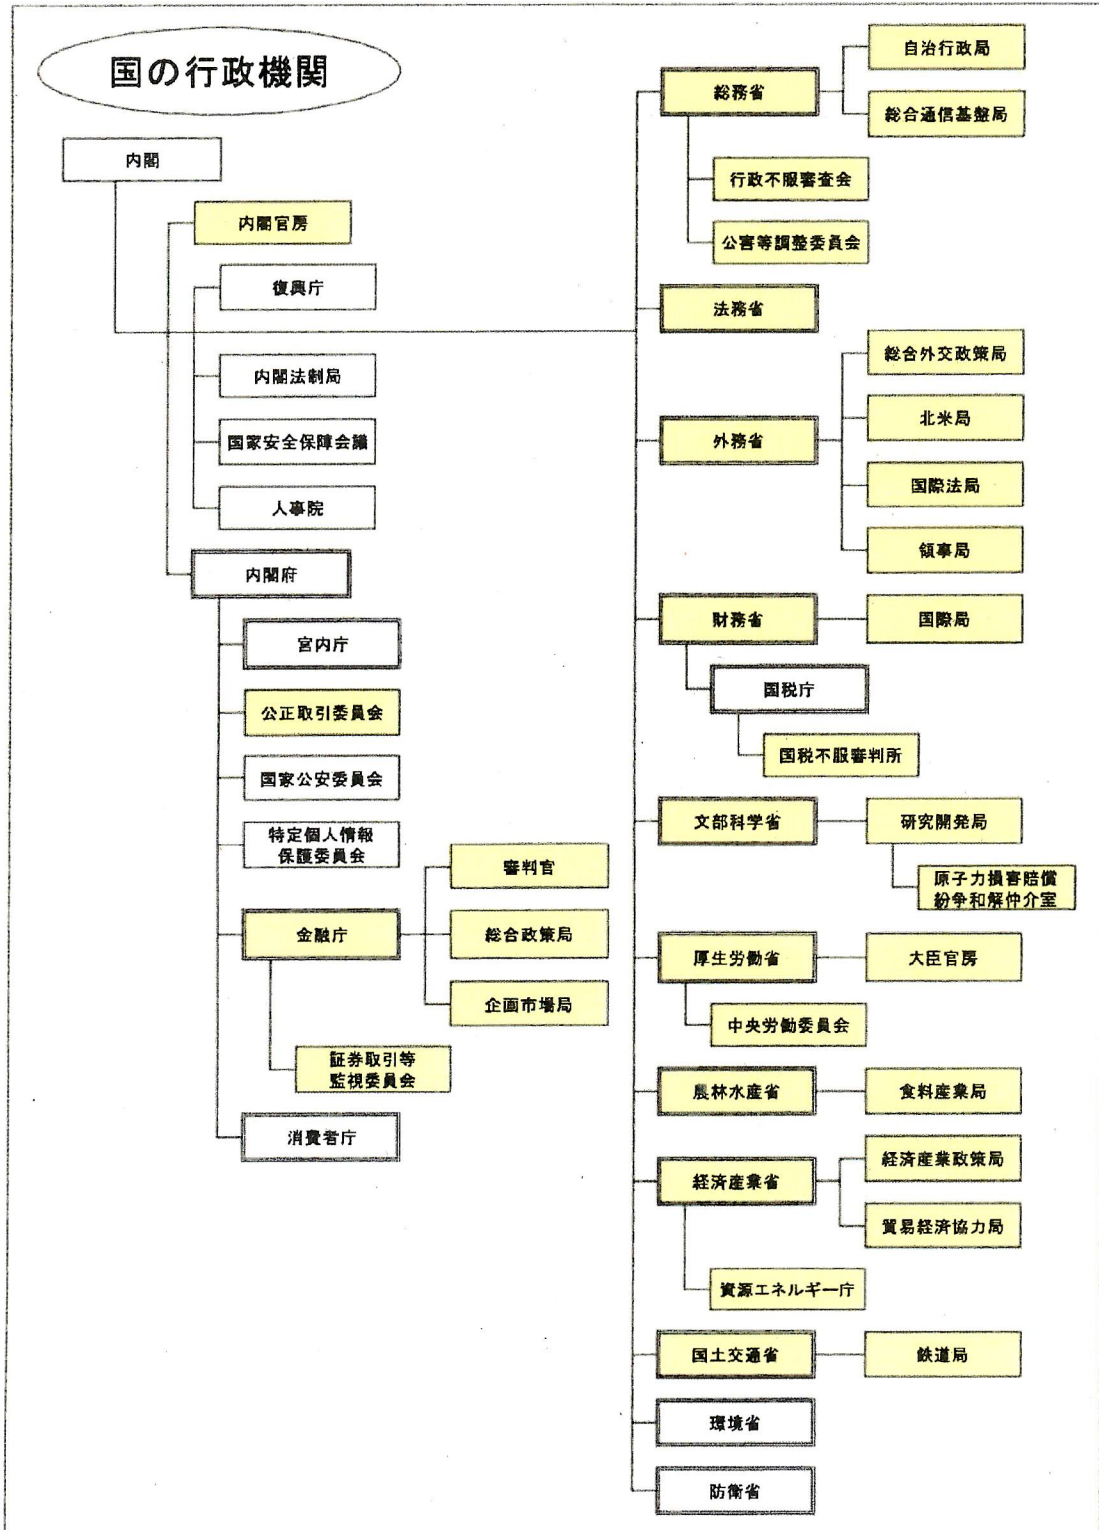 国の行政機関
内閣
内閣官房
復興庁
内閣法制局
国家安全保障会議
人事院
内閣府
宮内庁
公正取引委員会
国家公安委員会
特定個人情報
保護委員会
金融庁
審判官
総合政策局
企画市場局
証券取引等
監視委員会
消費者庁
総務省
自治行政局
総合通信基盤局
行政不服審査会
公害等調整委員会
法務省
外務省
総合外交政策局
北米局
国際法局
領事局
財務省
国際局
国税庁
国税不服審判所
文部科学省
研究開発局
原子力損害賠償
紛争和解仲介室
厚生労働省
大臣官房
中央労働委員会
農林水産省
食料産業局
経済産業省
経済産業政策局
貿易経済協力局
資源エネルギー庁
国土交通省
鉄道局
環境省
防衛省